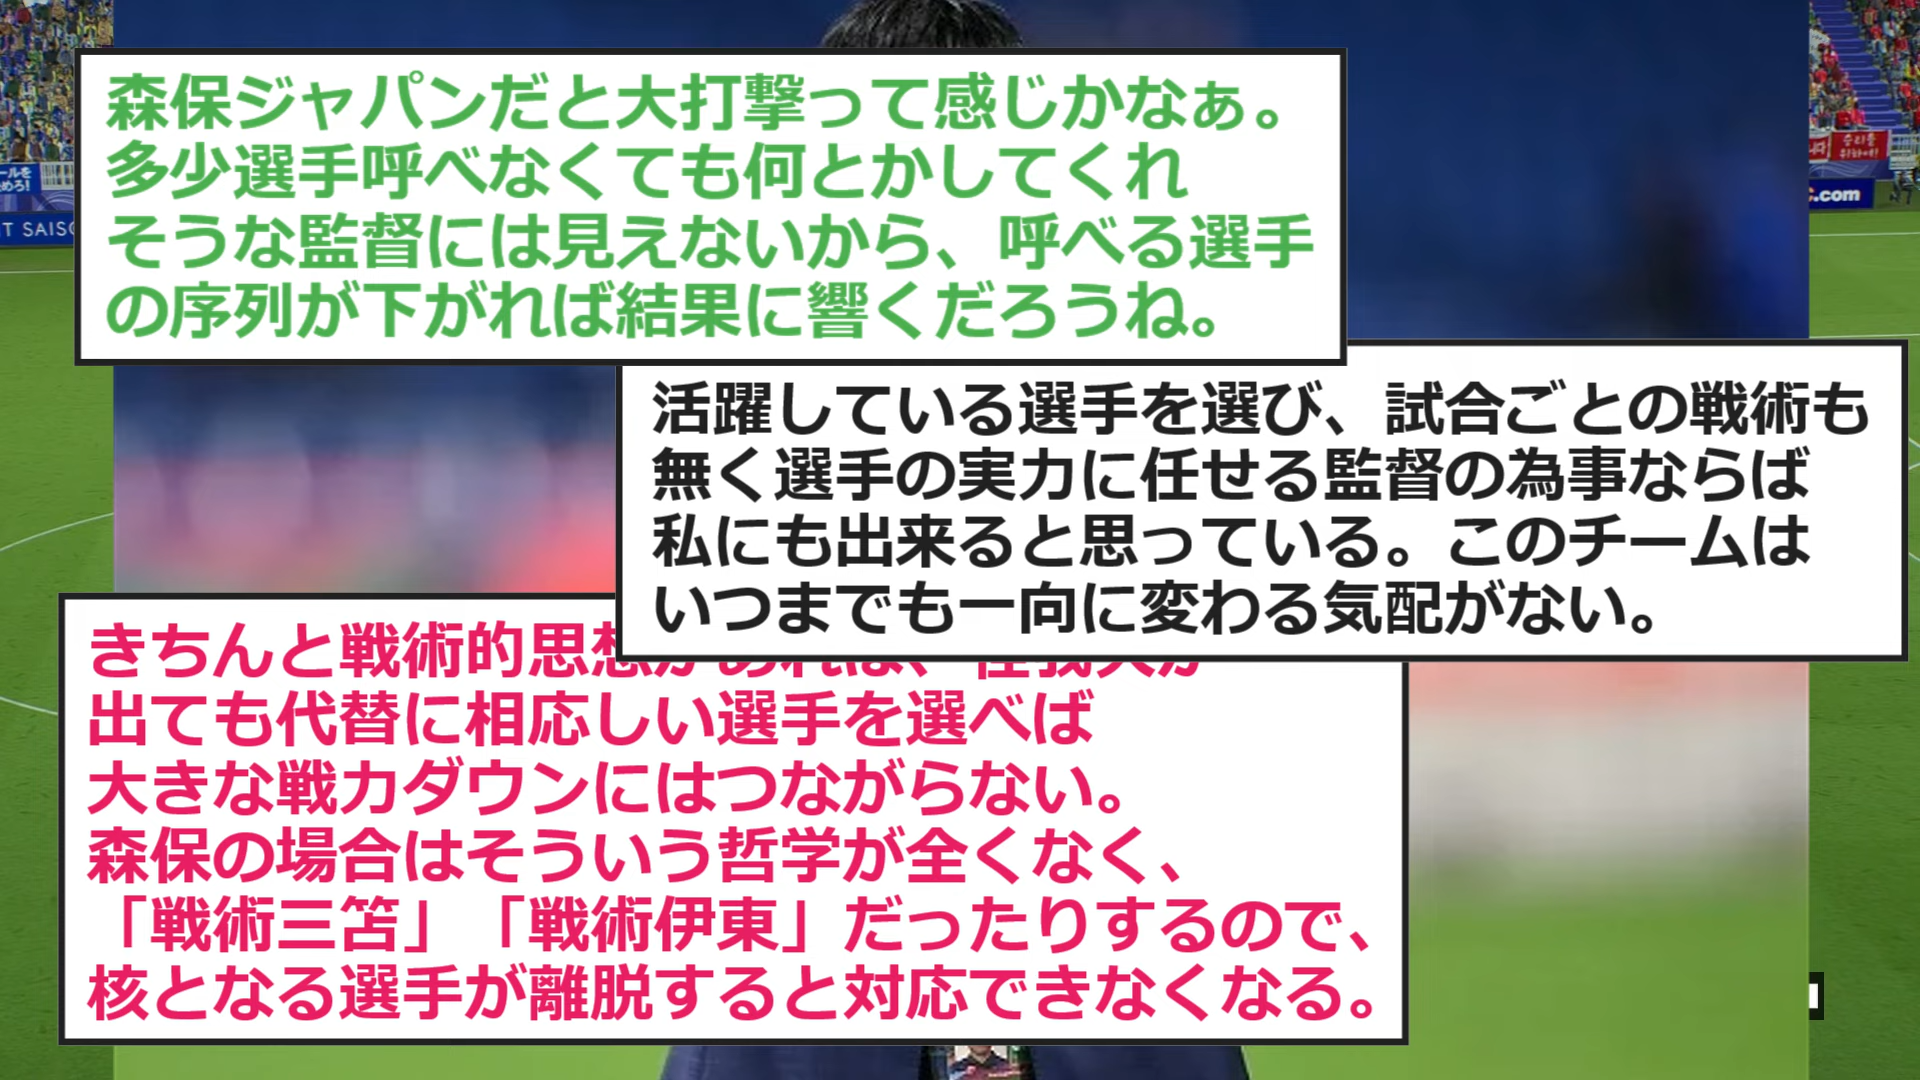 森保ジャパンだと大打撃って感じかなぁ。
多少選手呼べなくても何とかしてくれ
そうな監督には見えないから、呼べる選手
の序列が下がれば結果に響くだろうね。
活躍している選手を選び、試合ごとの戦術も
無く選手の実力に任せる監督の為事ならば
私にも出来ると思っている。このチームは
いつまでも一向に変わる気配がない。
きちんと戦術的思想
出ても代替に相応しい選手を選べば
大きな戦力ダウンにはつながらない。
森保の場合はそういう哲学が全くなく、
「戦術三笘」「戦術伊東」だったりするので、
核となる選手が離脱すると対応できなくなる。
ールを
めろ!
T SAISO
.com